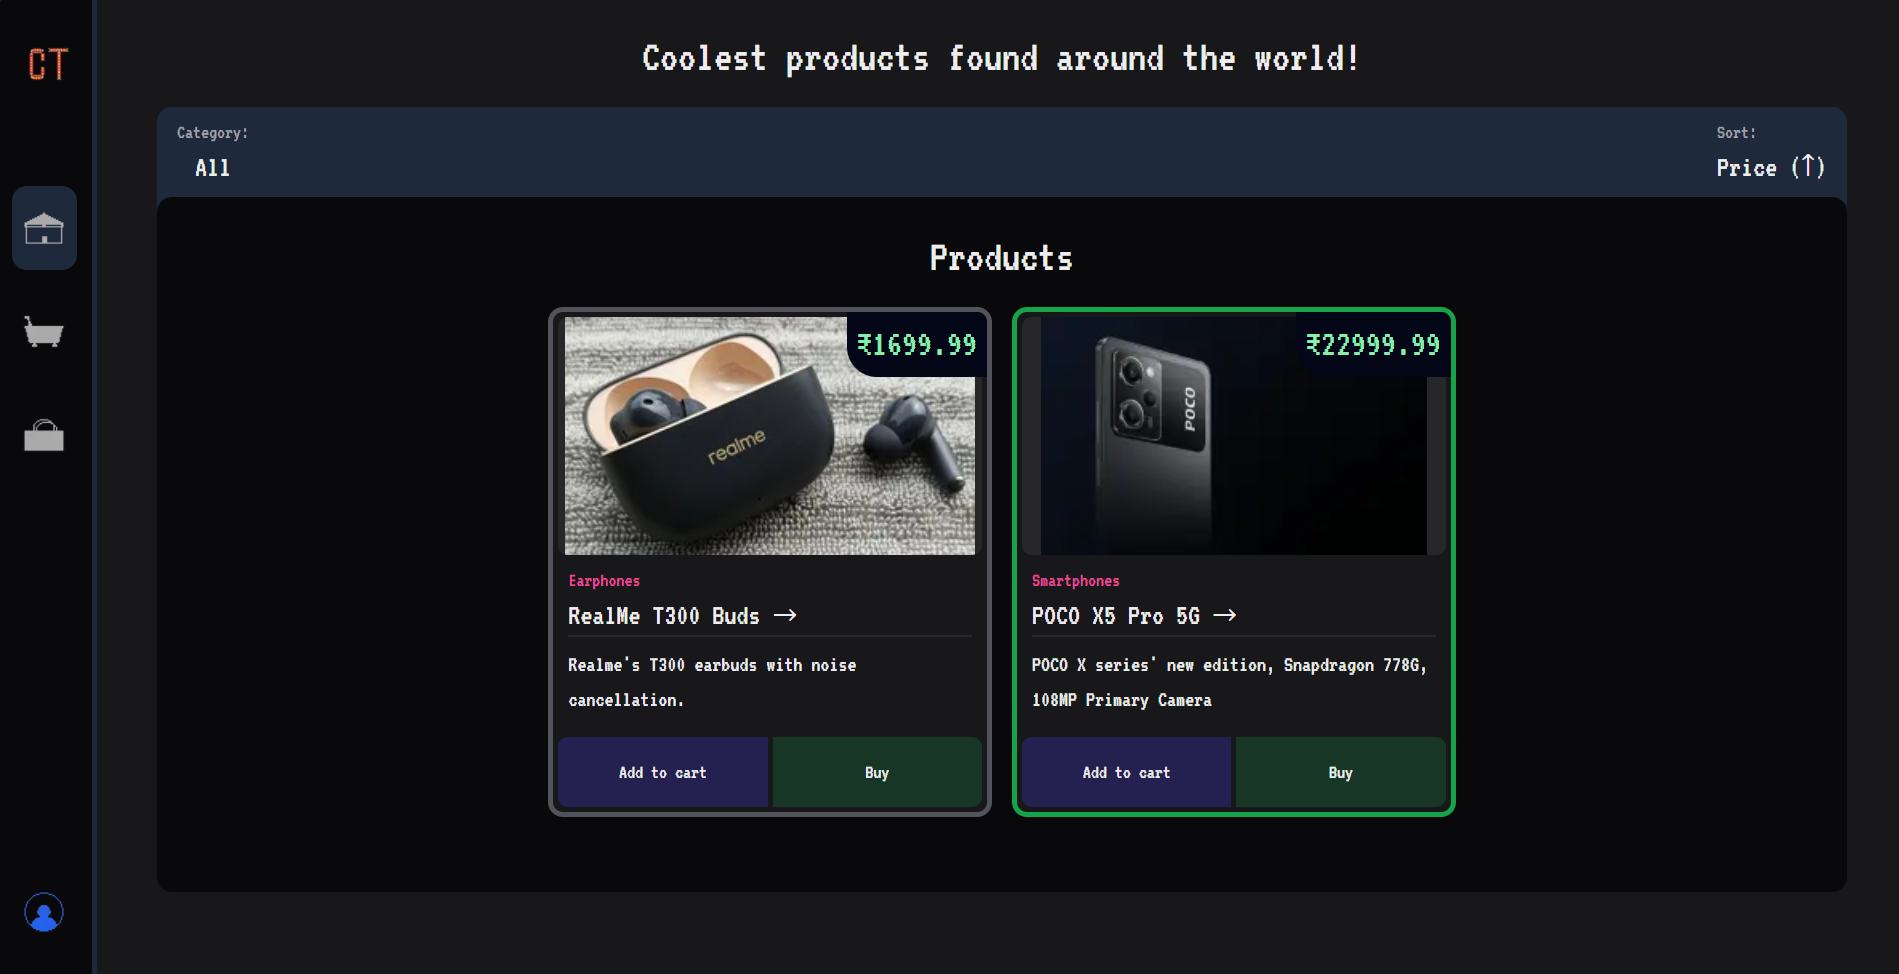 CT
Coolest products found around the world!
Category:
All
Sort:
Price (↑)
Products
₹1699.99
realme
Earphones
RealMe T300 Buds →
Realme's T300 earbuds with noise
cancellation.
Add to cart
Buy
₹22999.99
POCO
Smartphones
POCO X5 Pro 5G →
POCO X series' new edition, Snapdragon 778G,
108MP Primary Camera
Add to cart
Buy